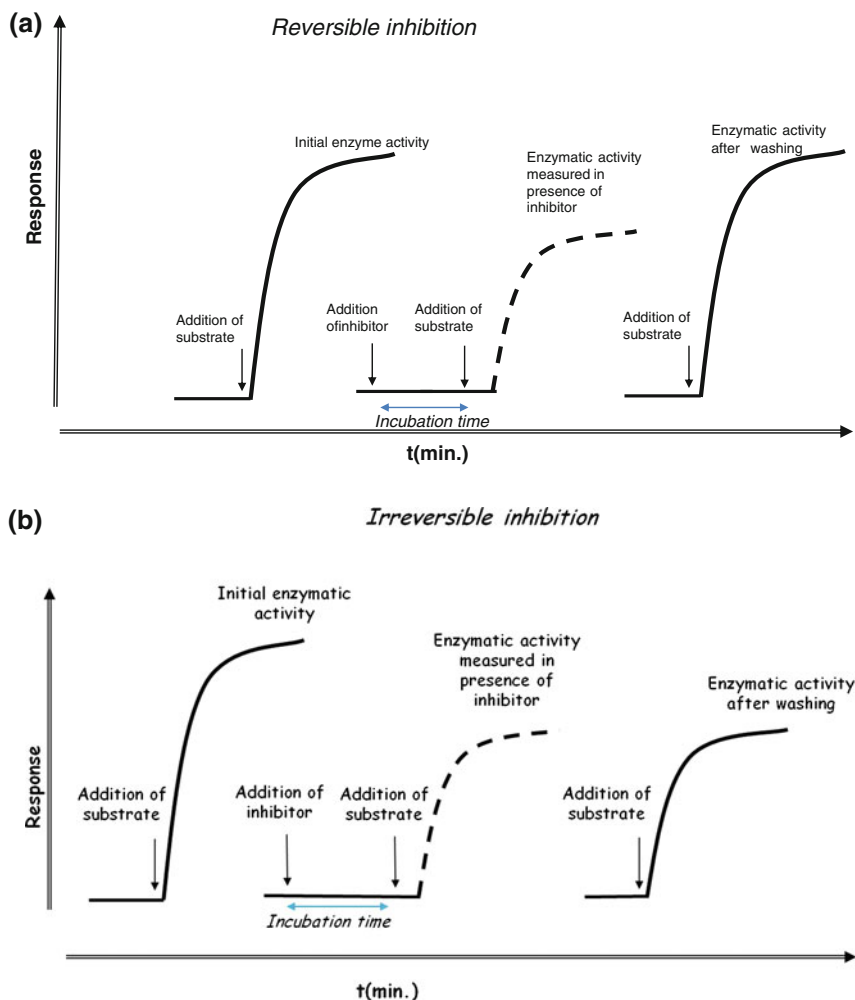 (a)
Reversible inhibition
Response
Initial enzyme activity
Enzymatic activity
measured in
presence of
inhibitor
Enzymatic activity
after washing
Addition of
substrate
Addition
ofinhibitor
Addition of
substrate
Addition of
substrate
Incubation time
t(min.)
(b)
Irreversible inhibition
Response
Initial enzymatic
activity
Enzymatic activity
measured in
presence of
inhibitor
Enzymatic activity
after washing
Addition of
substrate
Addition of
inhibitor
Addition of
substrate
Addition of
substrate
Incubation time
t(min.)